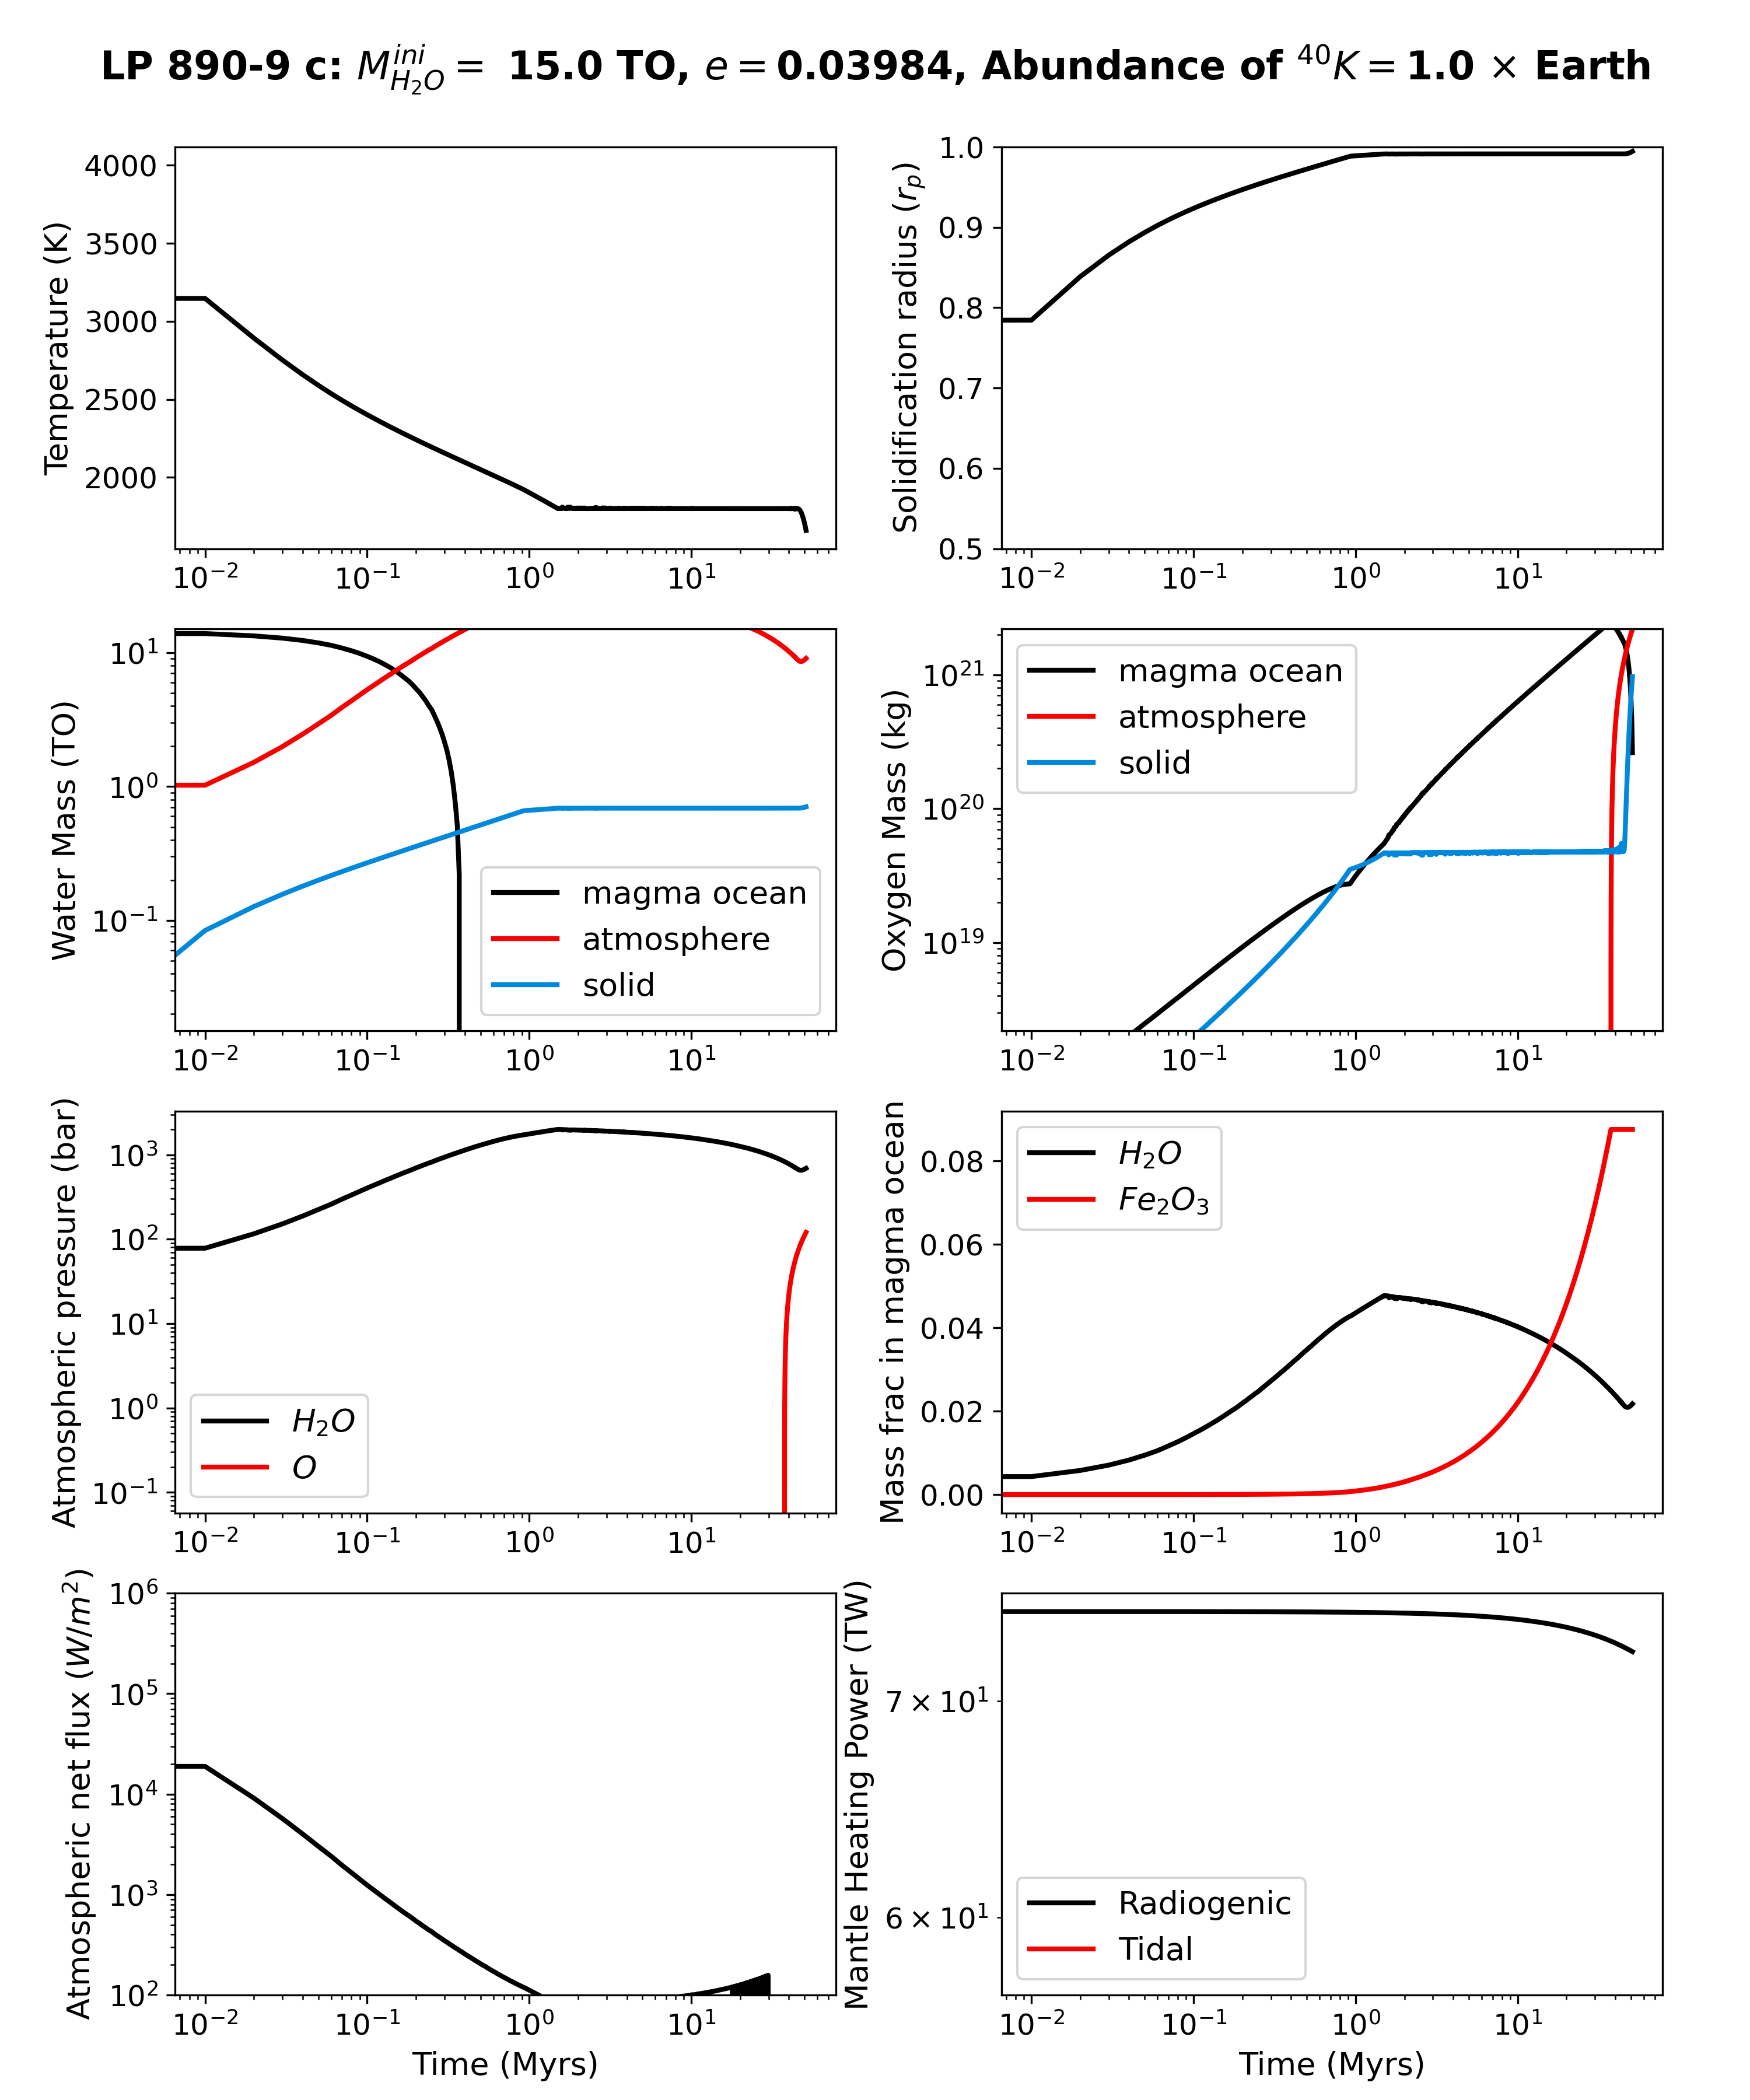 LP 890-9 c: $M^{ini}_{H_2O} =$ 15.0 TO, $e = $0.03984, Abundance of $^{40}K = $1.0 × Earth
Temperature (K)
4000
3500
3000
2500
2000
10⁻² 10⁻¹ 10⁰ 10¹
Solidification radius ($r_p$)
1.0
0.9
0.8
0.7
0.6
0.5
10⁻² 10⁻¹ 10⁰ 10¹
Water Mass (TO)
10¹
10⁰
10⁻¹
magma ocean
atmosphere
solid
10⁻² 10⁻¹ 10⁰ 10¹
Oxygen Mass (kg)
10²¹
10²⁰
10¹⁹
magma ocean
atmosphere
solid
10⁻² 10⁻¹ 10⁰ 10¹
Atmospheric pressure (bar)
10³
10²
10¹
10⁰
10⁻¹
H₂O
O
10⁻² 10⁻¹ 10⁰ 10¹
Mass frac in magma ocean
0.08
0.06
0.04
0.02
0.00
H₂O
Fe₂O₃
10⁻² 10⁻¹ 10⁰ 10¹
Atmospheric net flux (W/m²)
10⁶
10⁵
10⁴
10³
10²
10⁻² 10⁻¹ 10⁰ 10¹
Time (Myrs)
Mantle Heating Power (TW)
7 × 10¹
6 × 10¹
Radiogenic
Tidal
10⁻² 10⁻¹ 10⁰ 10¹
Time (Myrs)